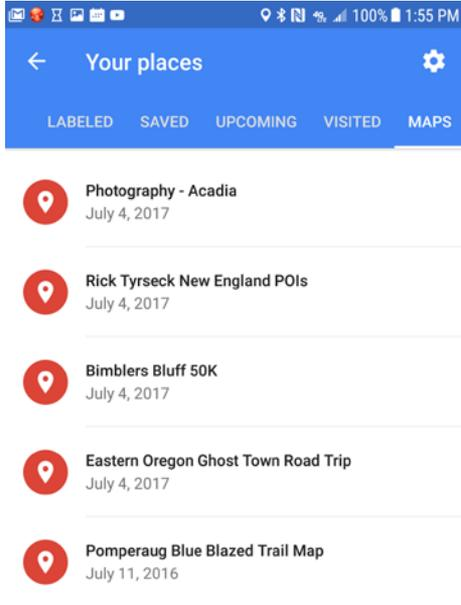 100% 1:55 PM
Your places
LABELED SAVED UPCOMING VISITED MAPS
Photography - Acadia
July 4, 2017
Rick Tyrseck New England POIs
July 4, 2017
Bimblers Bluff 50K
July 4, 2017
Eastern Oregon Ghost Town Road Trip
July 4, 2017
Pomperaug Blue Blazed Trail Map
July 11, 2016